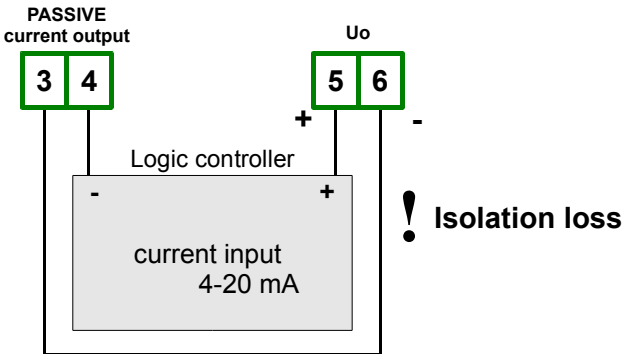 PASSIVE
current output
Uo
3 4
5 6
+ -
Logic controller
- +
! Isolation loss
current input
4-20 mA